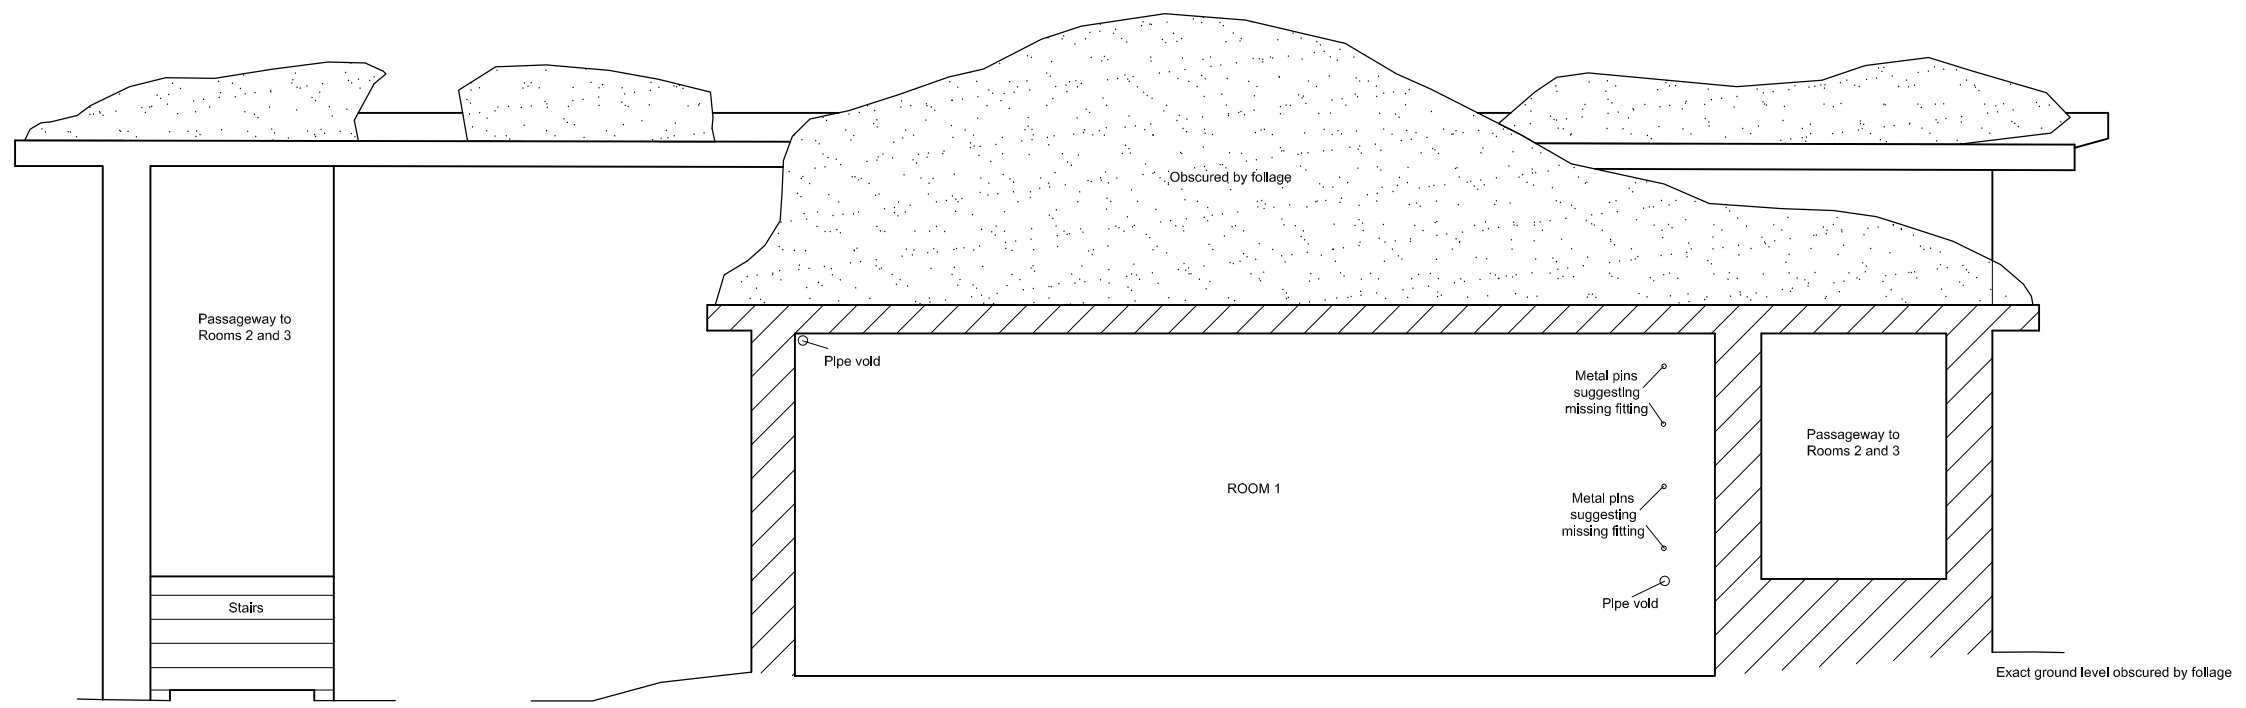 Obscured by foliage
Passageway to
Rooms 2 and 3
Pipe void
Metal pins
suggesting
missing fitting
Passageway to
Rooms 2 and 3
ROOM 1
Metal pins
suggesting
missing fitting
Stairs
Pipe void
Exact ground level obscured by foliage